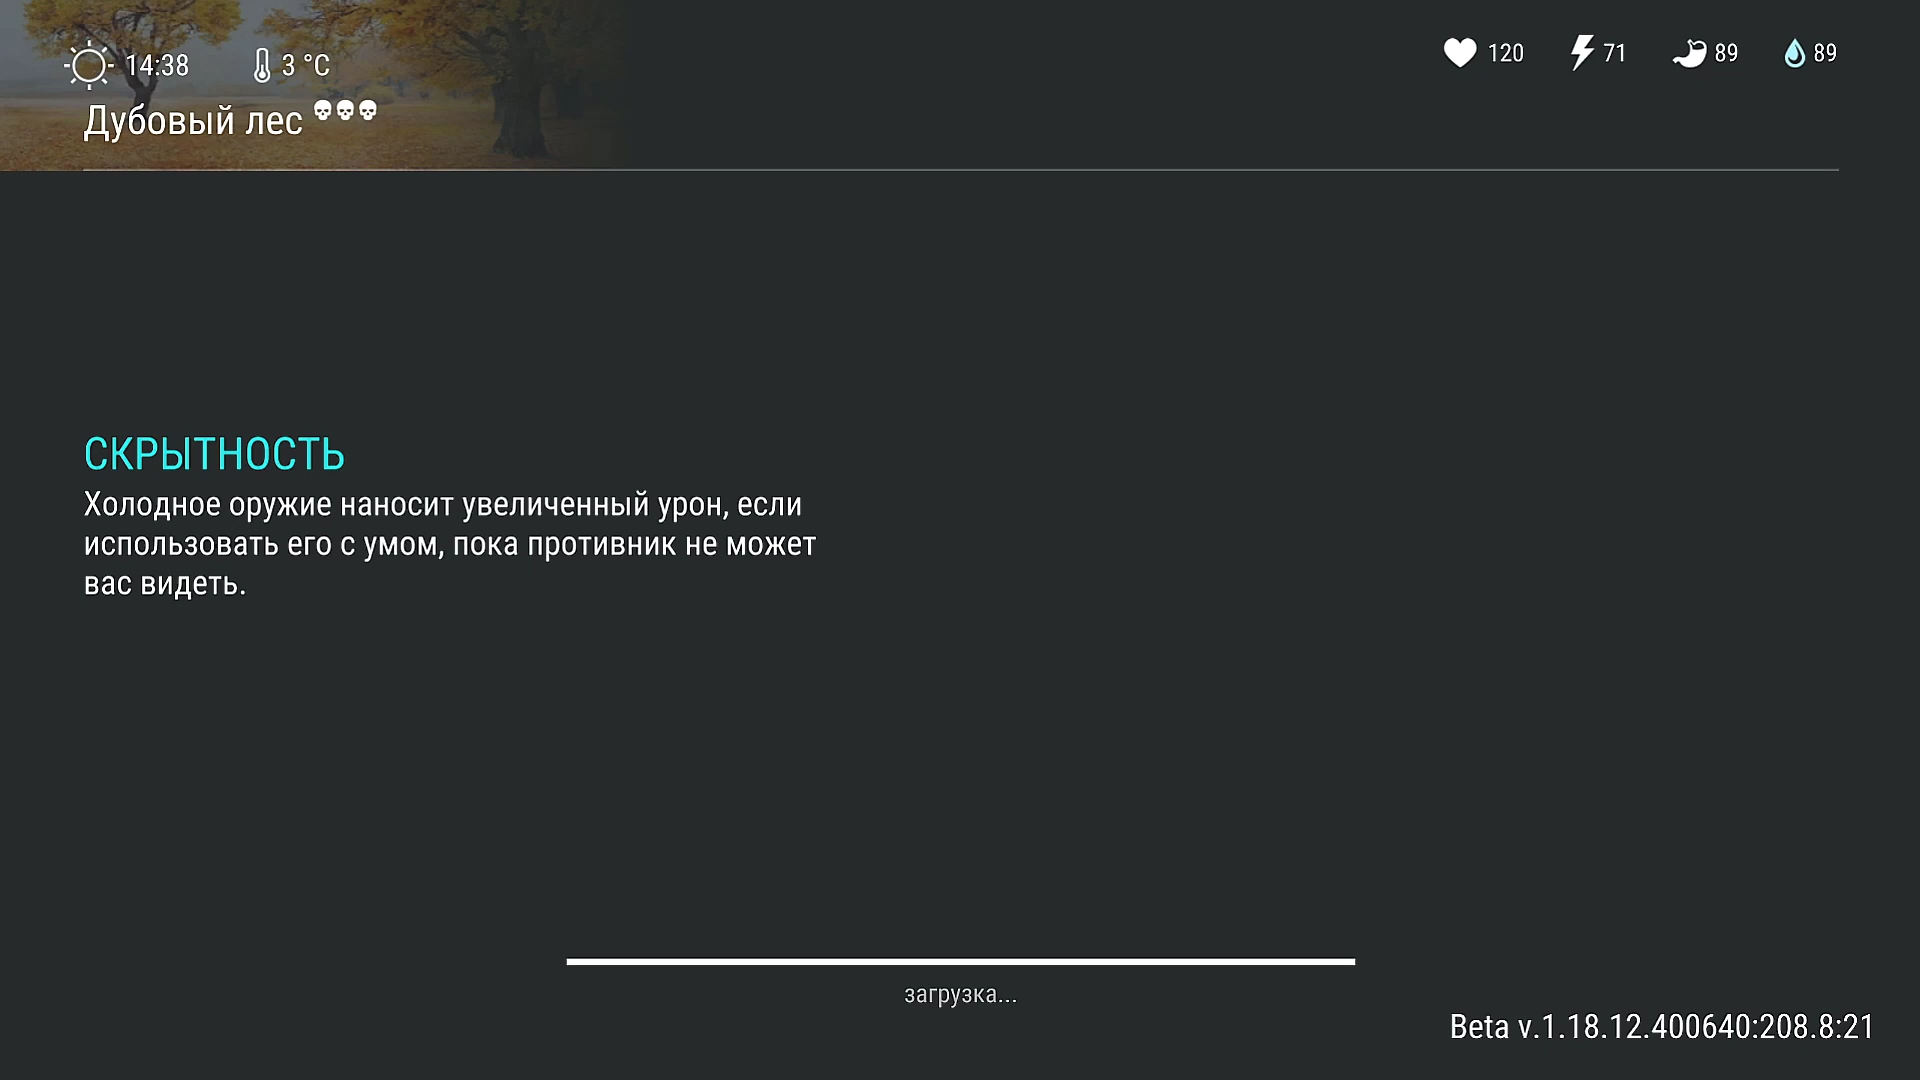 14:38 3 °C 120 71 89 89
Дубовый лес
СКРЫТНОСТЬ
Холодное оружие наносит увеличенный урон, если
использовать его с умом, пока противник не может
вас видеть.
загрузка...
Beta v.1.18.12.400640:208.8:21